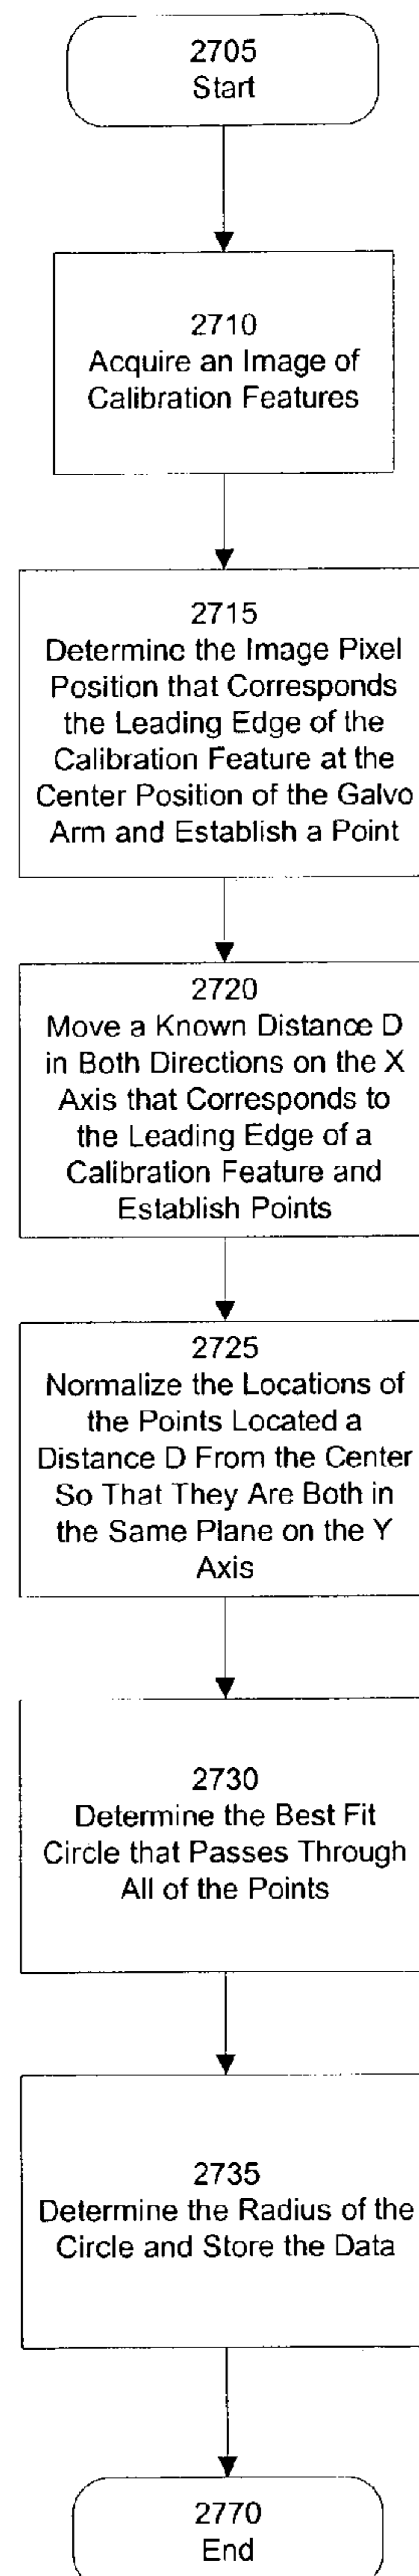 2705
Start
2710
Acquire an Image of
Calibration Features
2715
Determine the Image Pixel
Position that Corresponds
the Leading Edge of the
Calibration Feature at the
Center Position of the Galvo
Arm and Establish a Point
2720
Move a Known Distance D
in Both Directions on the X
Axis that Corresponds to
the Leading Edge of a
Calibration Feature and
Establish Points
2725
Normalize the Locations of
the Points Located a
Distance D From the Center
So That They Are Both in
the Same Plane on the Y
Axis
2730
Determine the Best Fit
Circle that Passes Through
All of the Points
2735
Determine the Radius of the
Circle and Store the Data
2770
End